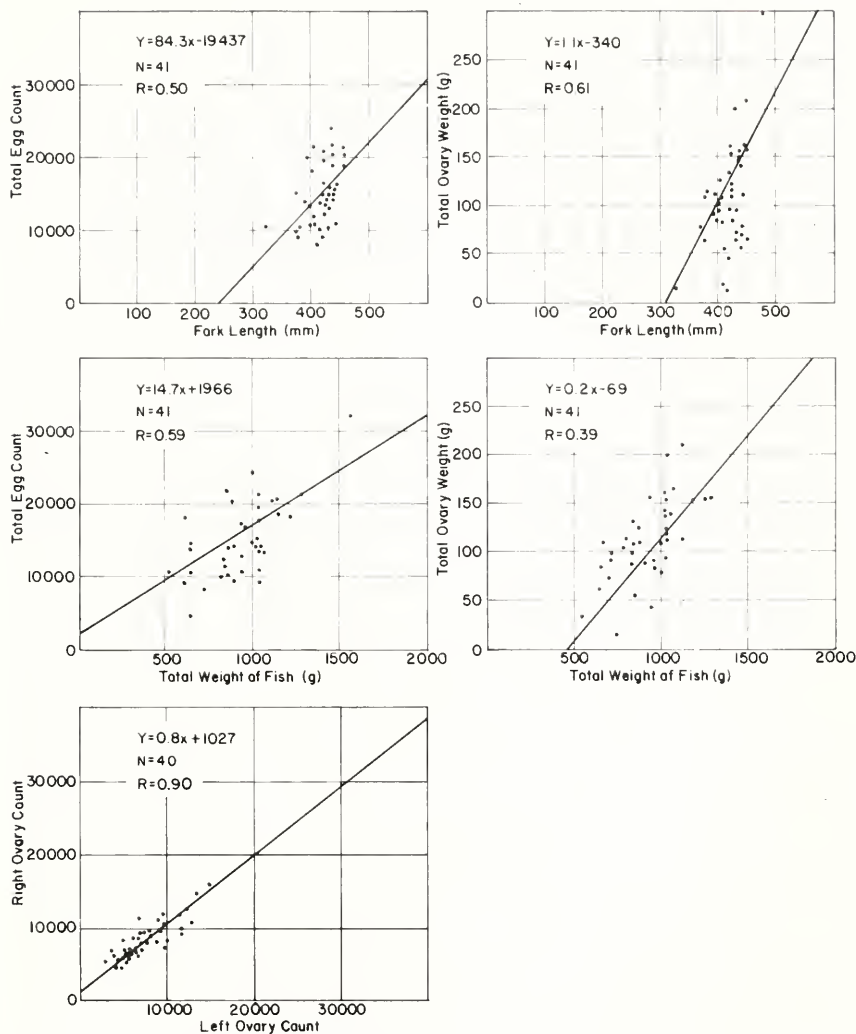 Y=84.3x-19437
N=41
R=0.50
Total Egg Count
30000
20000
10000
0
100 200 300 400 500
Fork Length (mm)
Y=1.1x-340
N=41
R=0.61
Total Ovary Weight (g)
250
200
150
100
50
0
100 200 300 400 500
Fork Length (mm)
Y=14.7x+1966
N=41
R=0.59
Total Egg Count
30000
20000
10000
0
500 1000 1500 2000
Total Weight of Fish (g)
Y=0.2x-69
N=41
R=0.39
Total Ovary Weight (g)
250
200
150
100
50
0
500 1000 1500 2000
Total Weight of Fish (g)
Y=0.8x+1027
N=40
R=0.90
Right Ovary Count
30000
20000
10000
0
10000 20000 30000
Left Ovary Count